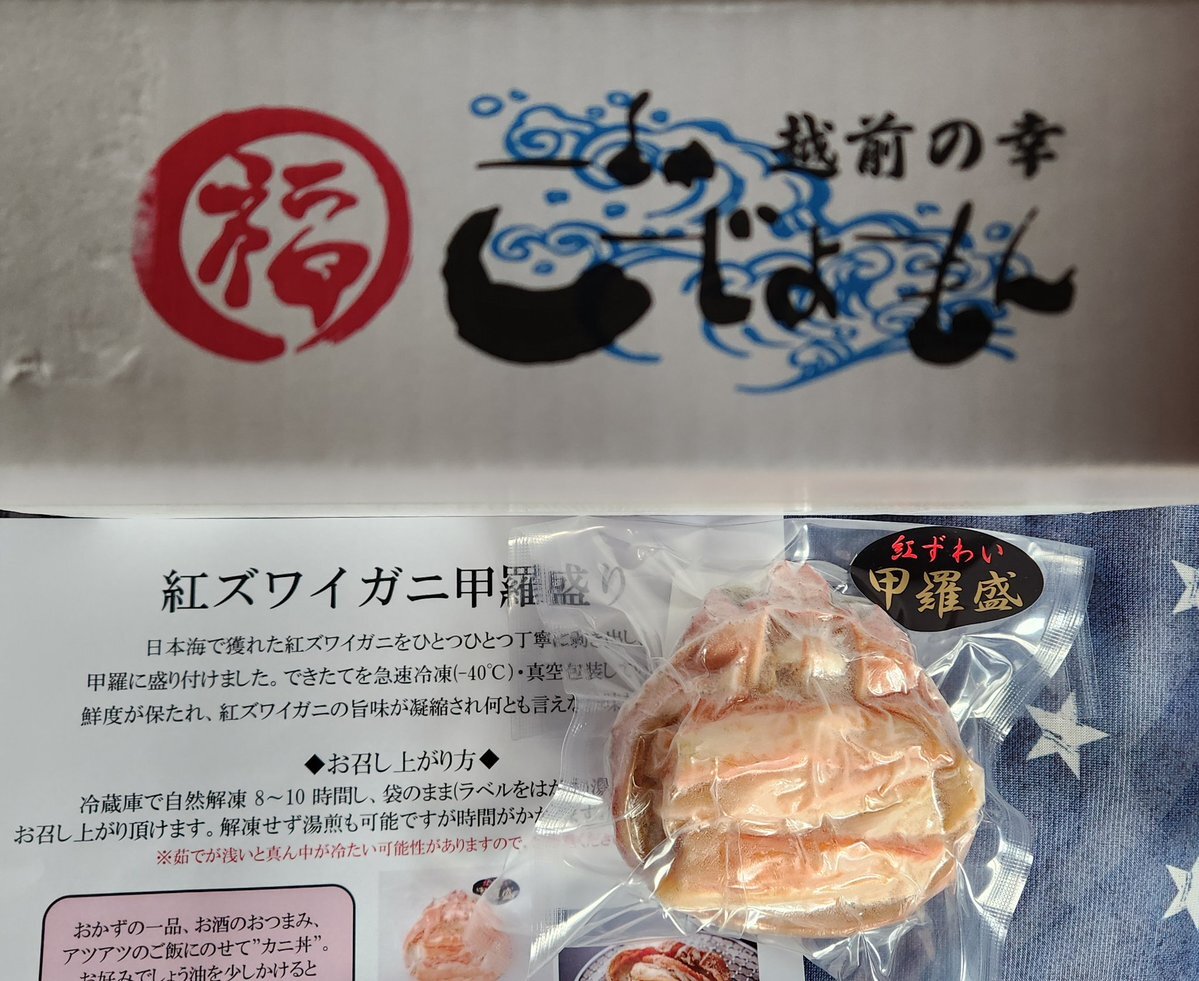 福
越前の幸
紅ずわい
甲羅盛
紅ズワイガニ甲羅盛り
日本海で獲れた紅ズワイガニをひとつひとつ丁寧に剥き出し、
甲羅に盛り付けました。できたてを急速冷凍(-40℃)・真空包装し
鮮度が保たれ、紅ズワイガニの旨味が凝縮され何とも言えな
◆お召し上がり方◆
冷蔵庫で自然解凍 8～10 時間し、袋のまま(ラベルをはが
お召し上がり頂けます。解凍せず湯煎も可能ですが時間がか
※茹でが浅いと真ん中が冷たい可能性がありますので、
おかずの一品、お酒のおつまみ、
アツアツのご飯にのせて"カニ丼"。
お好みでしょう油を少しかけると